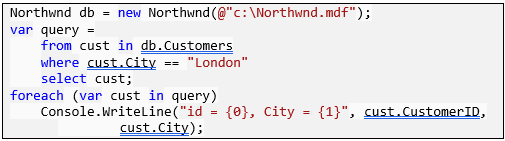 Northwnd db = new Northwnd(@"c:\Northwnd.mdf");
var query =
    from cust in db.Customers
    where cust.City == "London"
    select cust;
foreach (var cust in query)
    Console.WriteLine("id = {0}, City = {1}", cust.CustomerID,
            cust.City);